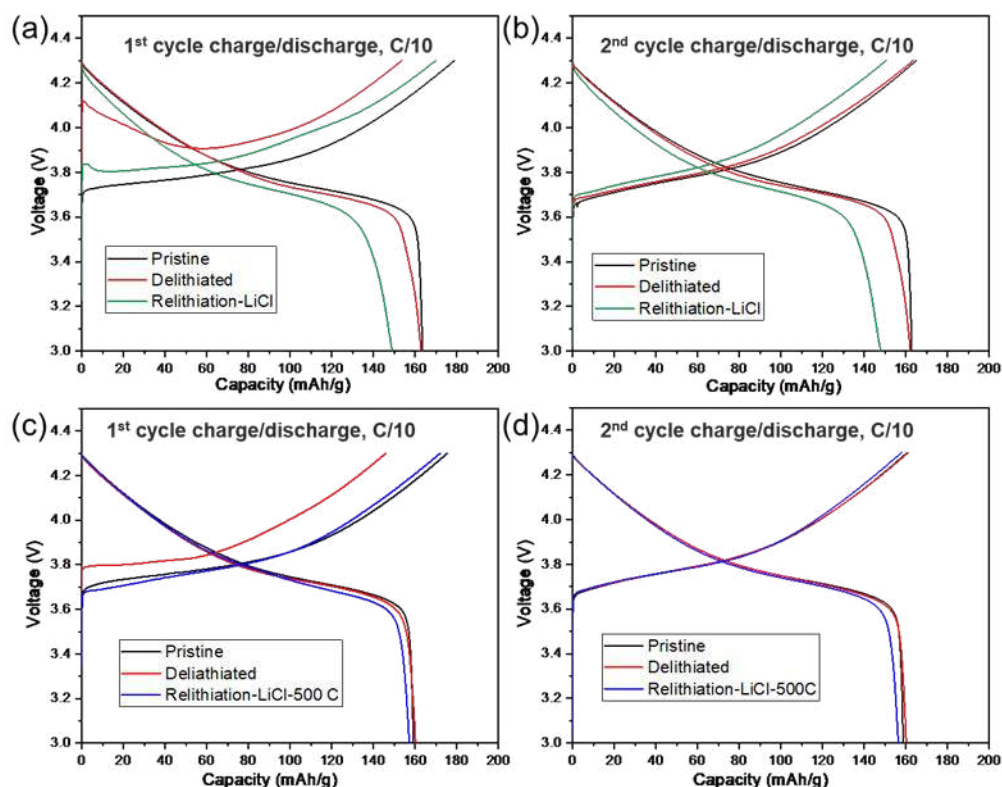 (a)
1st cycle charge/discharge, C/10
4.4
4.2
4.0
3.8
3.6
3.4
3.2
3.0
Voltage (V)
Pristine
Delithiated
Relithiation-LiCl
0 20 40 60 80 100 120 140 160 180 200
Capacity (mAh/g)
(b)
2nd cycle charge/discharge, C/10
4.4
4.2
4.0
3.8
3.6
3.4
3.2
3.0
Voltage (V)
Pristine
Delithiated
Relithiation-LiCl
0 20 40 60 80 100 120 140 160 180 200
Capacity (mAh/g)
(c)
1st cycle charge/discharge, C/10
4.4
4.2
4.0
3.8
3.6
3.4
3.2
3.0
Voltage (V)
Pristine
Deliathiated
Relithiation-LiCl-500 C
0 20 40 60 80 100 120 140 160 180 200
Capacity (mAh/g)
(d)
2nd cycle charge/discharge, C/10
4.4
4.2
4.0
3.8
3.6
3.4
3.2
3.0
Voltage (V)
Pristine
Delithiated
Relithiation-LiCl-500C
0 20 40 60 80 100 120 140 160 180 200
Capacity (mAh/g)